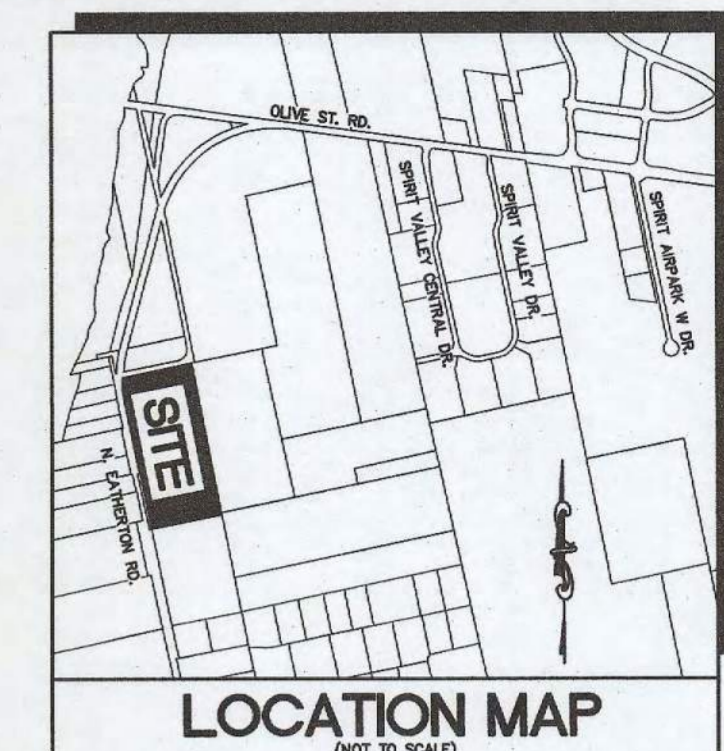 OLIVE ST. RD.
SPIRIT VALLEY CENTRAL DR.
SPIRIT VALLEY DR.
SPIRIT AIRPARK W DR.
SITE
N. EATHERTON RD.
LOCATION MAP
(NOT TO SCALE)